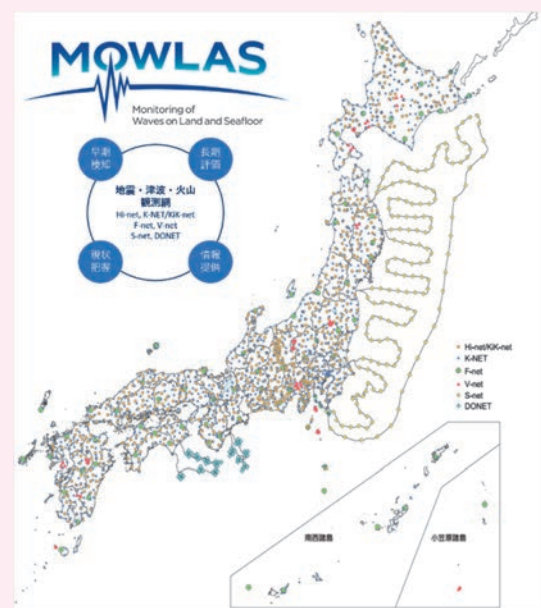 MOWLAS
Monitoring of
Waves on Land and Seafloor
早期
検知
長期
評価
地震・津波・火山
観測網
Hi-net, K-NET/KiK-net
F-net, V-net
S-net, DONET
現状
把握
情報
提供
Hi-net/KiK-net
K-NET
F-net
V-net
S-net
DONET
南西諸島
小笠原諸島